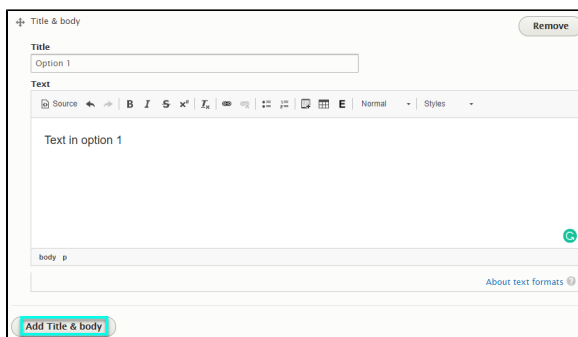 Title & body
Remove
Title
Option 1
Text
Source B I S x² Ix E Normal Styles
Text in option 1
body p
About text formats
Add Title & body